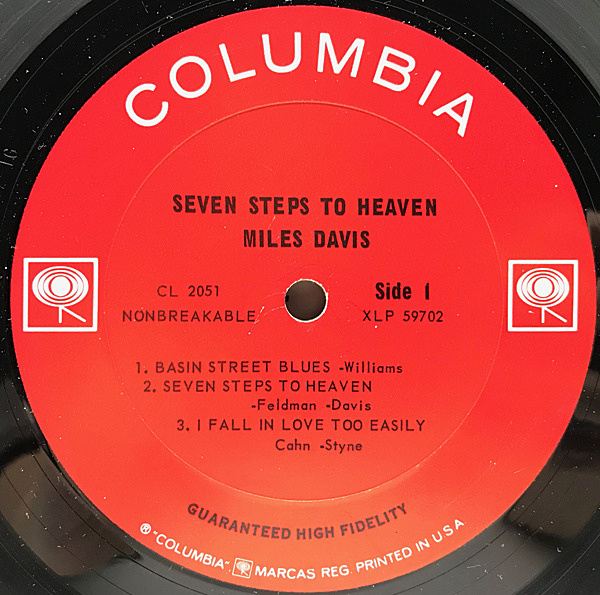 COLUMBIA
SEVEN STEPS TO HEAVEN
MILES DAVIS
CL 2051 Side 1
NONBREAKABLE XLP 59702
1. BASIN STREET BLUES -Williams
2. SEVEN STEPS TO HEAVEN
-Feldman -Davis
3. I FALL IN LOVE TOO EASILY
Cahn -Styne
GUARANTEED HIGH FIDELITY
® "COLUMBIA" MARCAS REG. PRINTED IN U.S.A